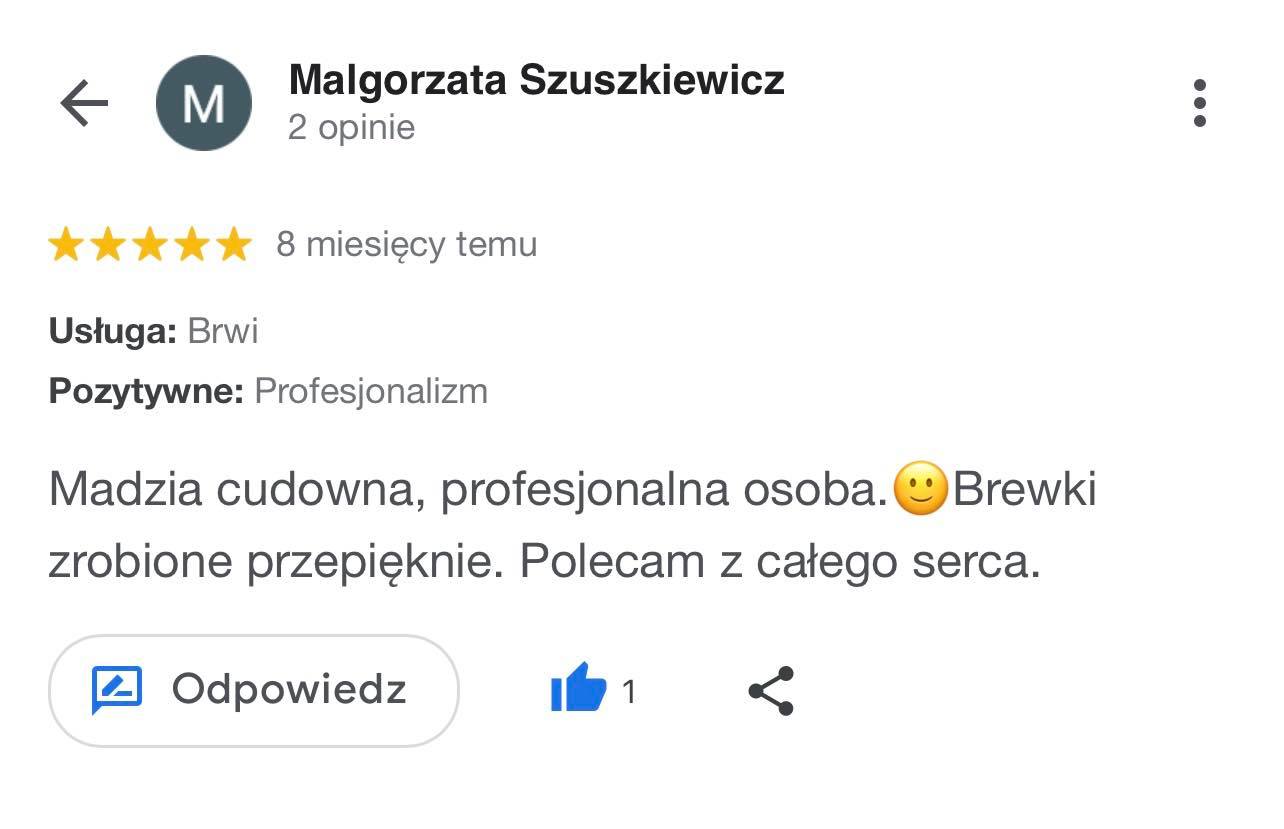 M
Malgorzata Szuszkiewicz
2 opinie
8 miesięcy temu
Usługa: Brwi
Pozytywne: Profesjonalizm
Madzia cudowna, profesjonalna osoba.🙂Brewki
zrobione przepięknie. Polecam z całego serca.
Odpowiedz
1